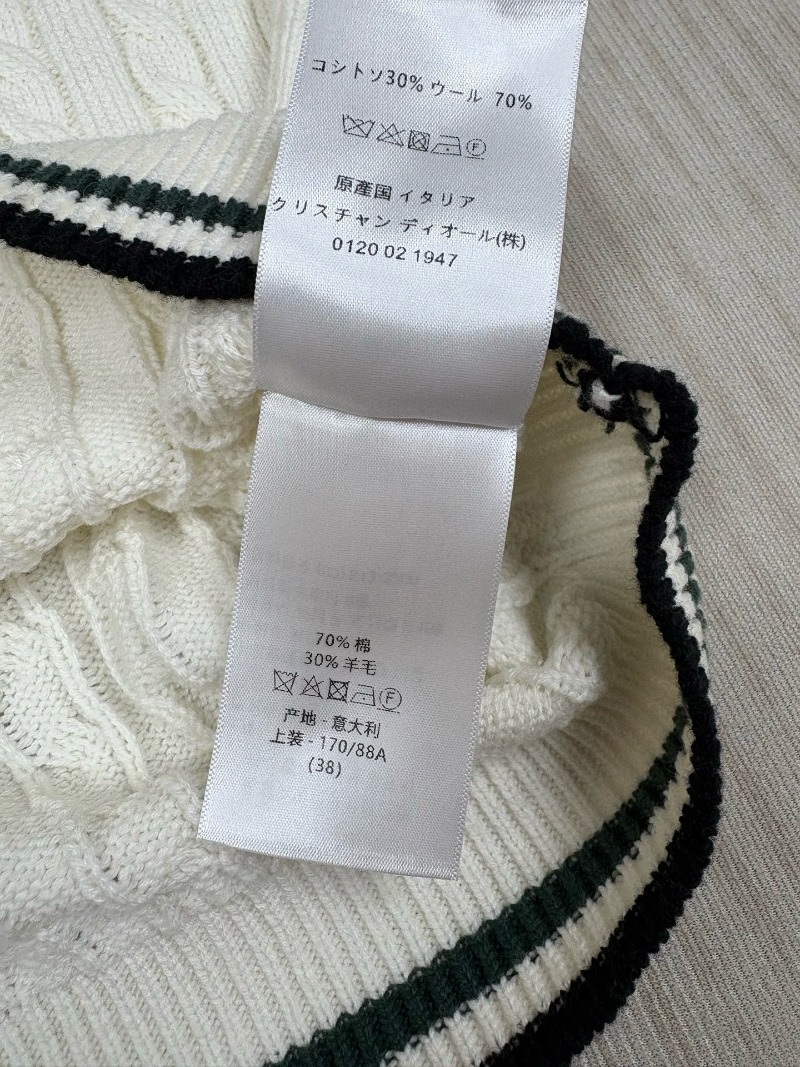 コシトソ30% ウール 70%
F
原産国 イタリア
クリスチャン ディオール(株)
0120 02 1947
70% 棉
30% 羊毛
F
产地 - 意大利
上装 - 170/88A
(38)